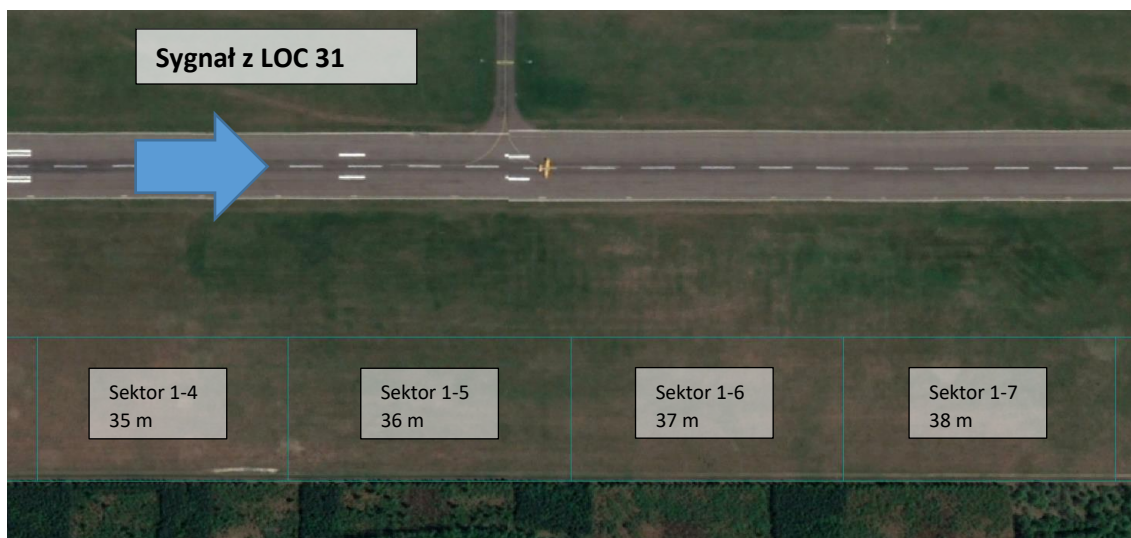 Sygnał z LOC 31
Sektor 1-4
35 m
Sektor 1-5
36 m
Sektor 1-6
37 m
Sektor 1-7
38 m